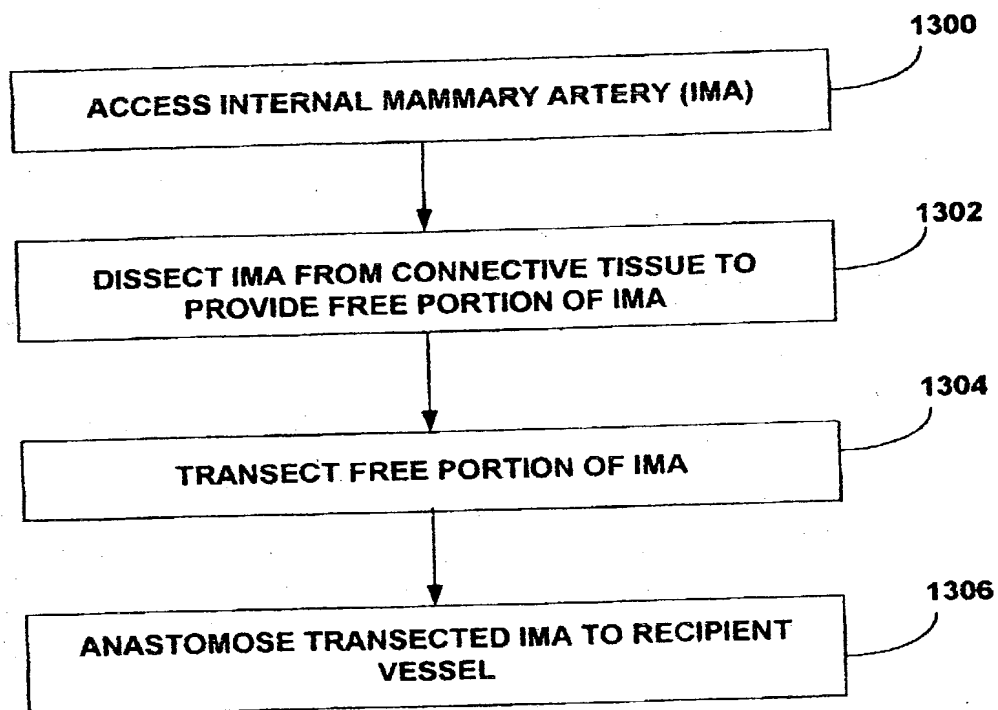 1300
ACCESS INTERNAL MAMMARY ARTERY (IMA)
1302
DISSECT IMA FROM CONNECTIVE TISSUE TO
PROVIDE FREE PORTION OF IMA
1304
TRANSECT FREE PORTION OF IMA
1306
ANASTOMOSE TRANSECTED IMA TO RECIPIENT
VESSEL